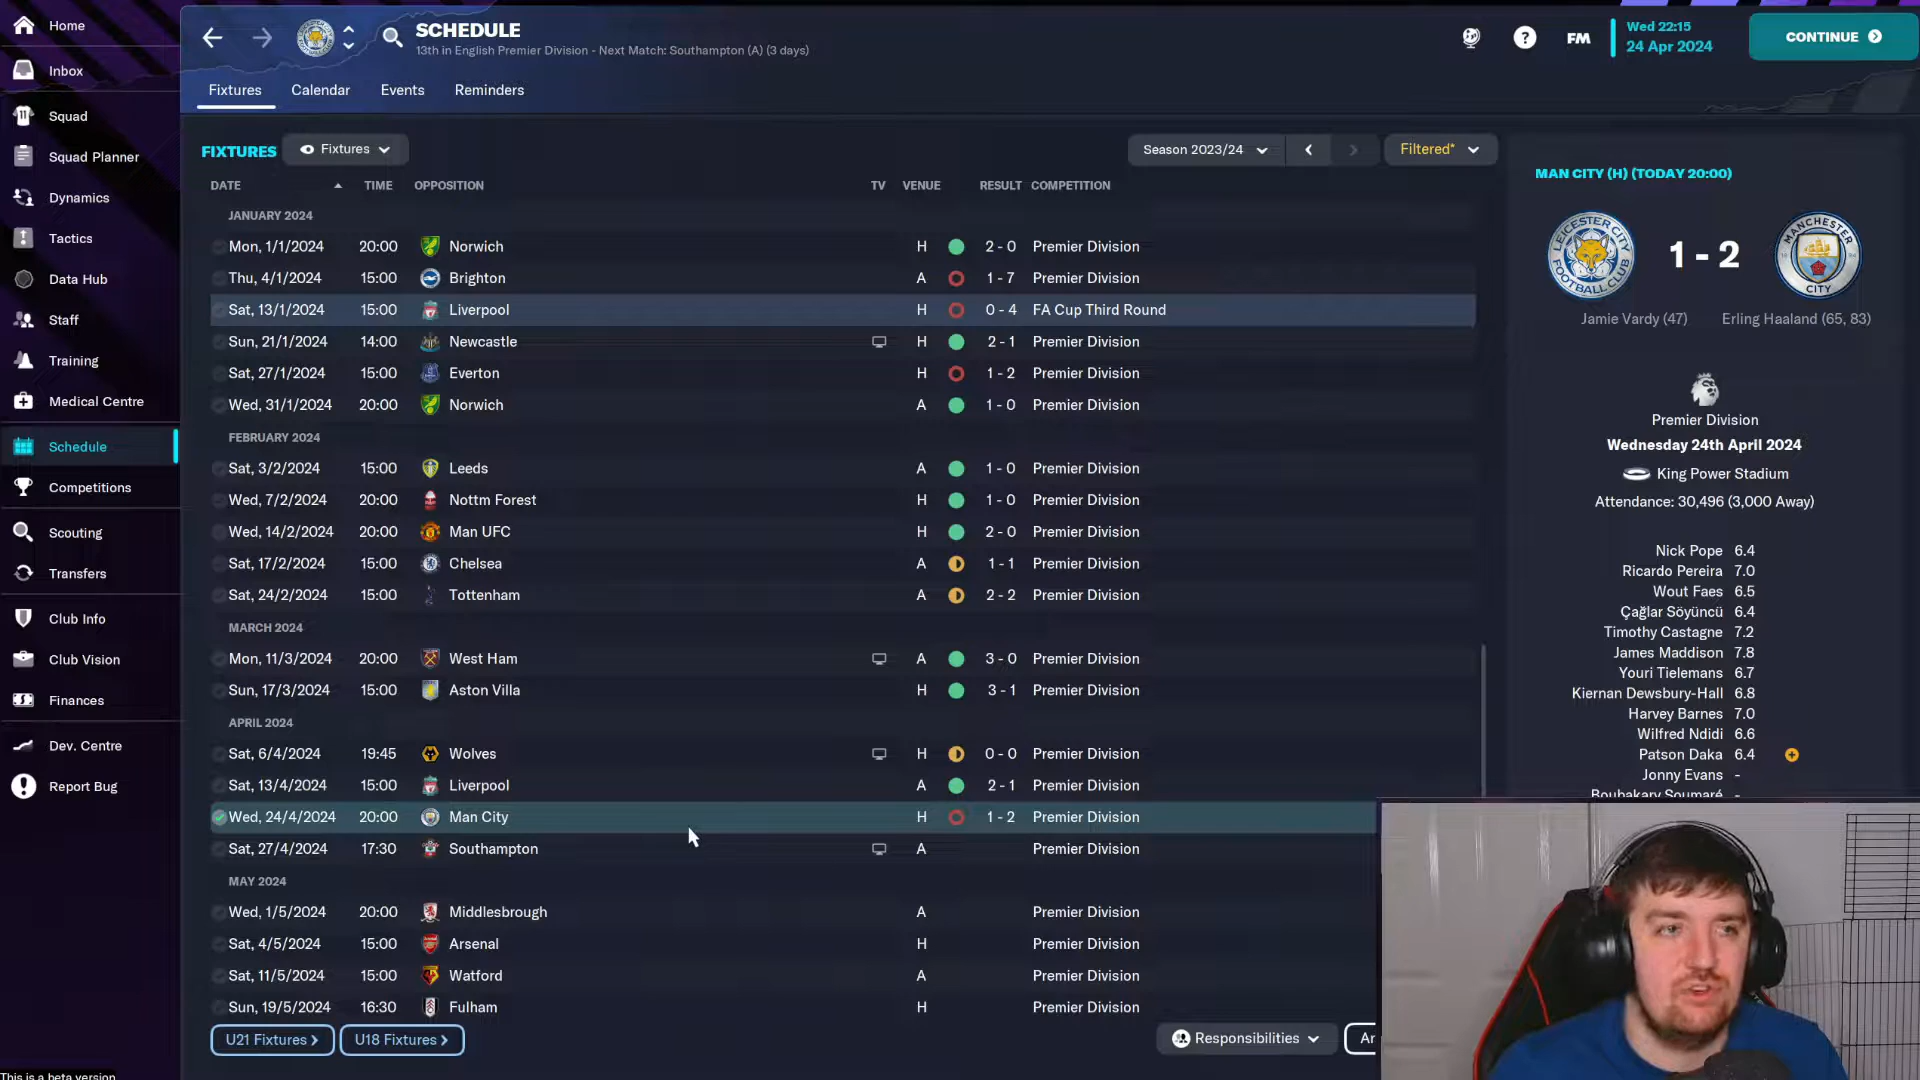 Home
Inbox
Squad
Squad Planner
Dynamics
Tactics
Data Hub
Staff
Training
Medical Centre
Schedule
Competitions
Scouting
Transfers
Club Info
Club Vision
Finances
Dev. Centre
Report Bug
This is a beta version
SCHEDULE
13th in English Premier Division - Next Match: Southampton (A) (3 days)
FM
Wed 22:15
24 Apr 2024
CONTINUE
Fixtures Calendar Events Reminders
FIXTURES Fixtures Season 2023/24 Filtered*
DATE TIME OPPOSITION TV VENUE RESULT COMPETITION
JANUARY 2024
Mon, 1/1/2024 20:00 Norwich H 2 - 0 Premier Division
Thu, 4/1/2024 15:00 Brighton A 1 - 7 Premier Division
Sat, 13/1/2024 15:00 Liverpool H 0 - 4 FA Cup Third Round
Sun, 21/1/2024 14:00 Newcastle H 2 - 1 Premier Division
Sat, 27/1/2024 15:00 Everton H 1 - 2 Premier Division
Wed, 31/1/2024 20:00 Norwich A 1 - 0 Premier Division
FEBRUARY 2024
Sat, 3/2/2024 15:00 Leeds A 1 - 0 Premier Division
Wed, 7/2/2024 20:00 Nottm Forest H 1 - 0 Premier Division
Wed, 14/2/2024 20:00 Man UFC H 2 - 0 Premier Division
Sat, 17/2/2024 15:00 Chelsea A 1 - 1 Premier Division
Sat, 24/2/2024 15:00 Tottenham A 2 - 2 Premier Division
MARCH 2024
Mon, 11/3/2024 20:00 West Ham A 3 - 0 Premier Division
Sun, 17/3/2024 15:00 Aston Villa H 3 - 1 Premier Division
APRIL 2024
Sat, 6/4/2024 19:45 Wolves H 0 - 0 Premier Division
Sat, 13/4/2024 15:00 Liverpool A 2 - 1 Premier Division
Wed, 24/4/2024 20:00 Man City H 1 - 2 Premier Division
Sat, 27/4/2024 17:30 Southampton A Premier Division
MAY 2024
Wed, 1/5/2024 20:00 Middlesbrough A Premier Division
Sat, 4/5/2024 15:00 Arsenal H Premier Division
Sat, 11/5/2024 15:00 Watford A Premier Division
Sun, 19/5/2024 16:30 Fulham H Premier Division
U21 Fixtures U18 Fixtures Responsibilities Ar
MAN CITY (H) (TODAY 20:00)
LEICESTER CITY FOOTBALL CLUB
1 - 2
MANCHESTER CITY
Jamie Vardy (47) Erling Haaland (65, 83)
Premier Division
Wednesday 24th April 2024
King Power Stadium
Attendance: 30,496 (3,000 Away)
Nick Pope 6.4
Ricardo Pereira 7.0
Wout Faes 6.5
Çağlar Söyüncü 6.4
Timothy Castagne 7.2
James Maddison 7.8
Youri Tielemans 6.7
Kiernan Dewsbury-Hall 6.8
Harvey Barnes 7.0
Wilfred Ndidi 6.6
Patson Daka 6.4
Jonny Evans -
Boubakary Soumaré -